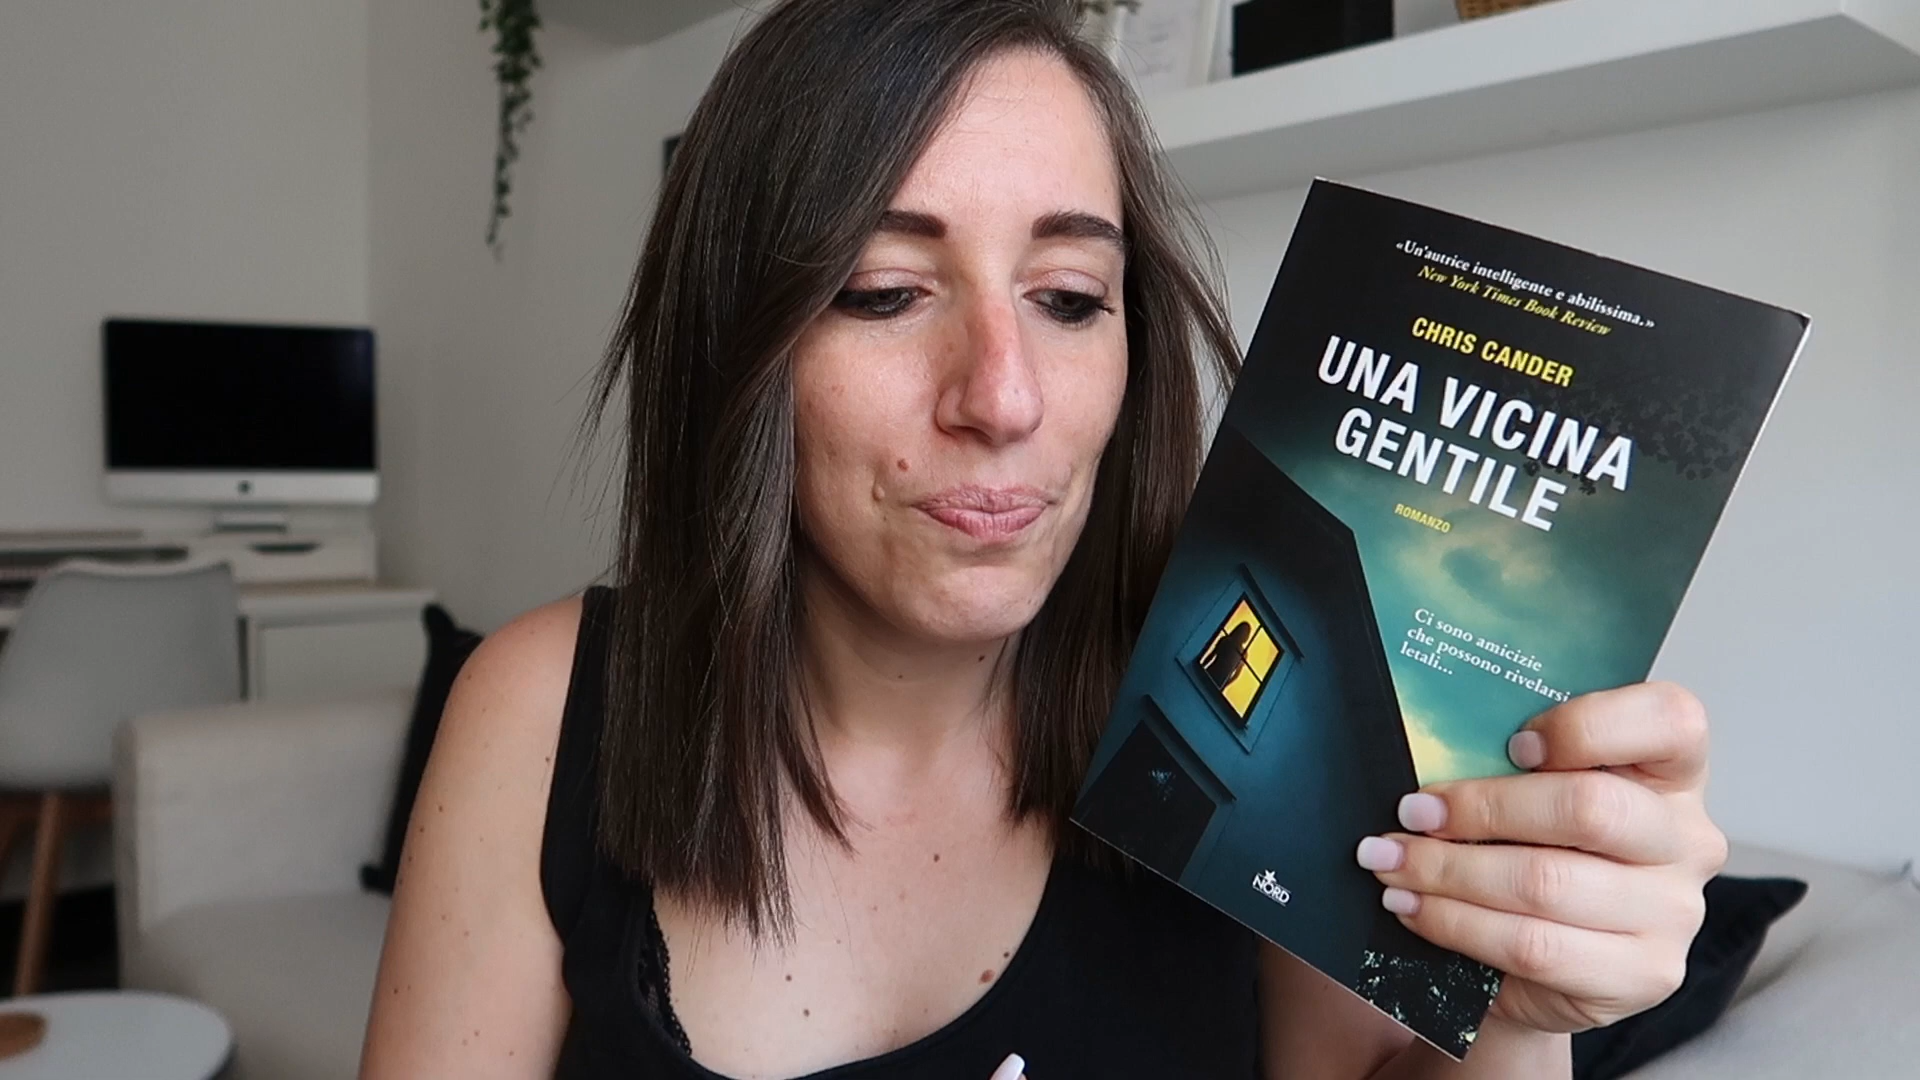 «Un'autrice intelligente e abilissima.»
New York Times Book Review
CHRIS CANDER
UNA VICINA
GENTILE
ROMANZO
Ci sono amicizie
che possono rivelarsi
letali...
NORD